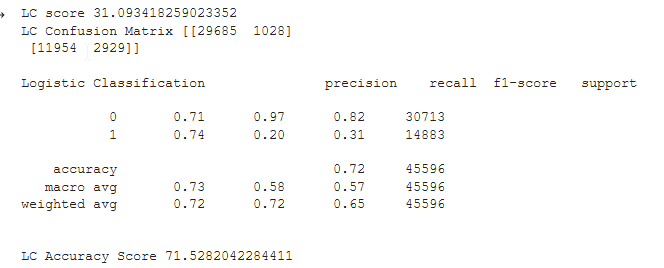 LC score 31.093418259023352
LC Confusion Matrix [[29685  1028]
 [11954  2929]]
Logistic Classification               precision    recall  f1-score   support
           0       0.71      0.97      0.82     30713
           1       0.74      0.20      0.31     14883
    accuracy                           0.72     45596
   macro avg       0.73      0.58      0.57     45596
weighted avg       0.72      0.72      0.65     45596
LC Accuracy Score 71.5282042284411